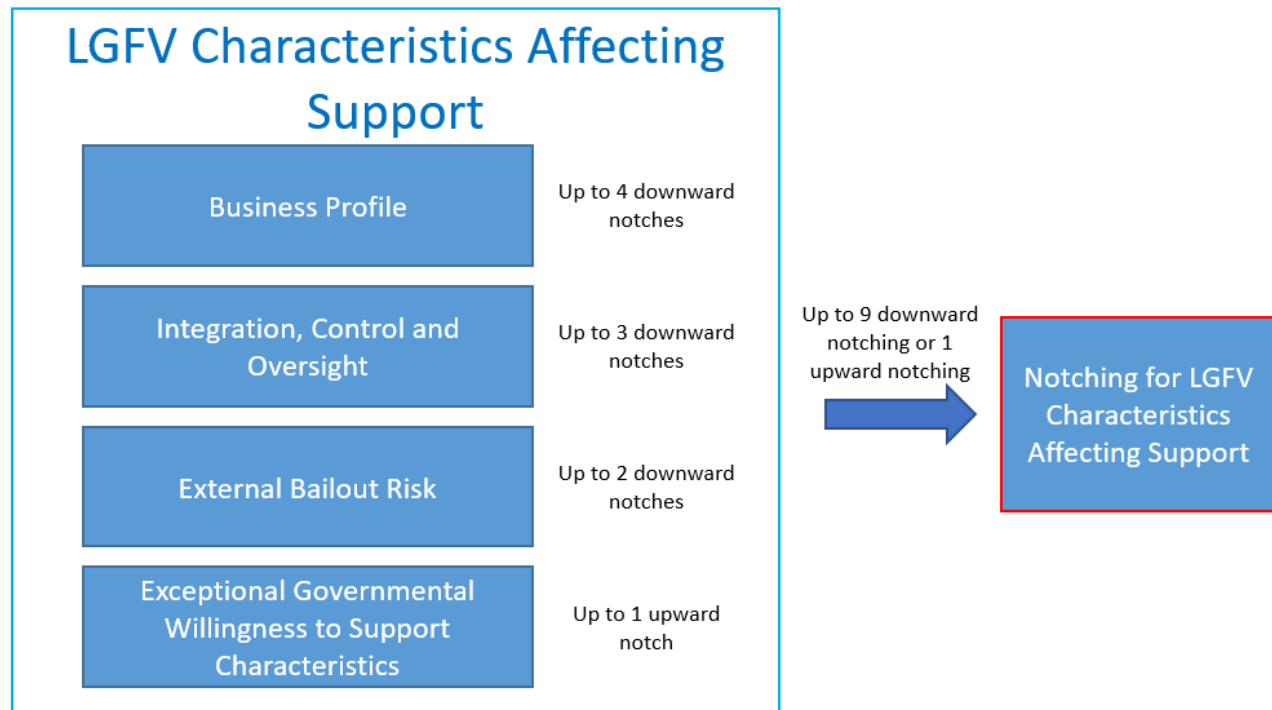 LGFV Characteristics Affecting
Support
Business Profile
Up to 4 downward
notches
Integration, Control and
Oversight
Up to 3 downward
notches
External Bailout Risk
Up to 2 downward
notches
Exceptional Governmental
Willingness to Support
Characteristics
Up to 1 upward
notch
Up to 9 downward
notching or 1
upward notching
Notching for LGFV
Characteristics
Affecting Support